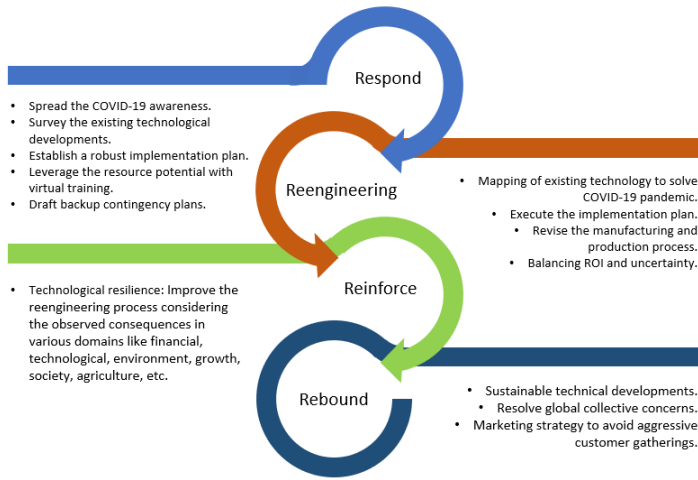 Respond
• Spread the COVID-19 awareness.
• Survey the existing technological
developments.
• Establish a robust implementation plan.
• Leverage the resource potential with
virtual training.
• Draft backup contingency plans.
Reengineering
• Mapping of existing technology to solve
COVID-19 pandemic.
• Execute the implementation plan.
• Revise the manufacturing and
production process.
• Balancing ROI and uncertainty.
Reinforce
• Technological resilience: Improve the
reengineering process considering
the observed consequences in
various domains like financial,
technological, environment, growth,
society, agriculture, etc.
Rebound
• Sustainable technical developments.
• Resolve global collective concerns.
• Marketing strategy to avoid aggressive
customer gatherings.